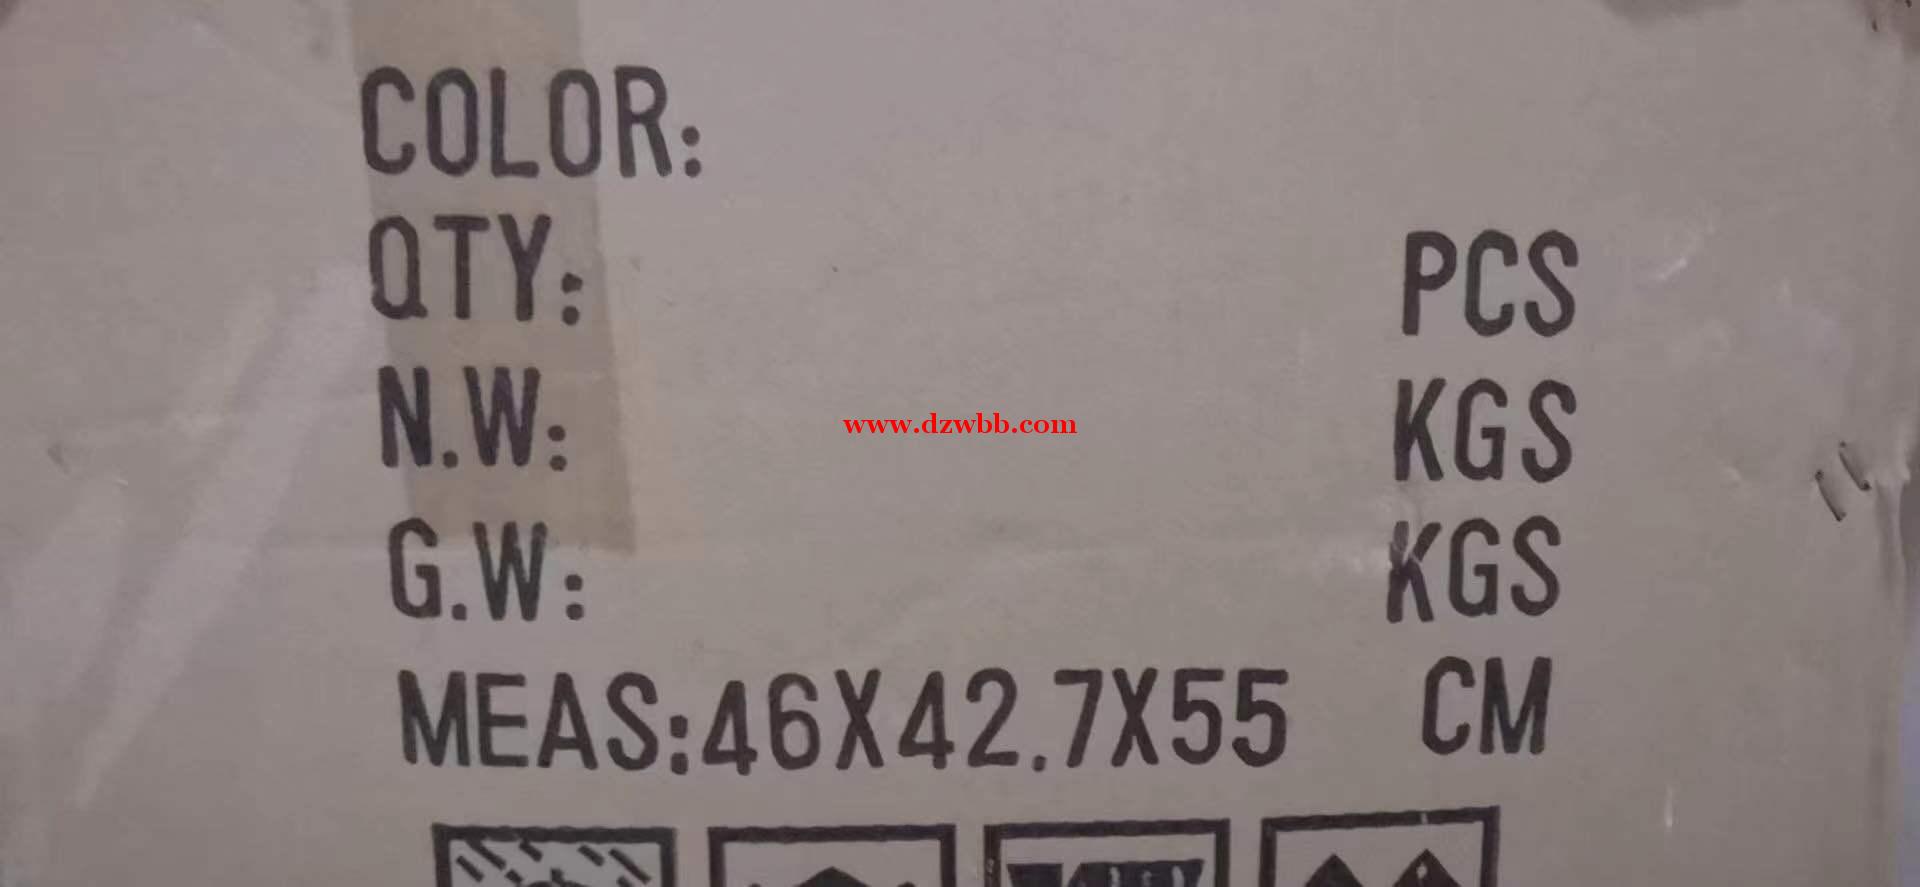 COLOR:
QTY: PCS
N.W: KGS
www.dzwbb.com
G.W: KGS
MEAS:46X42.7X55 CM